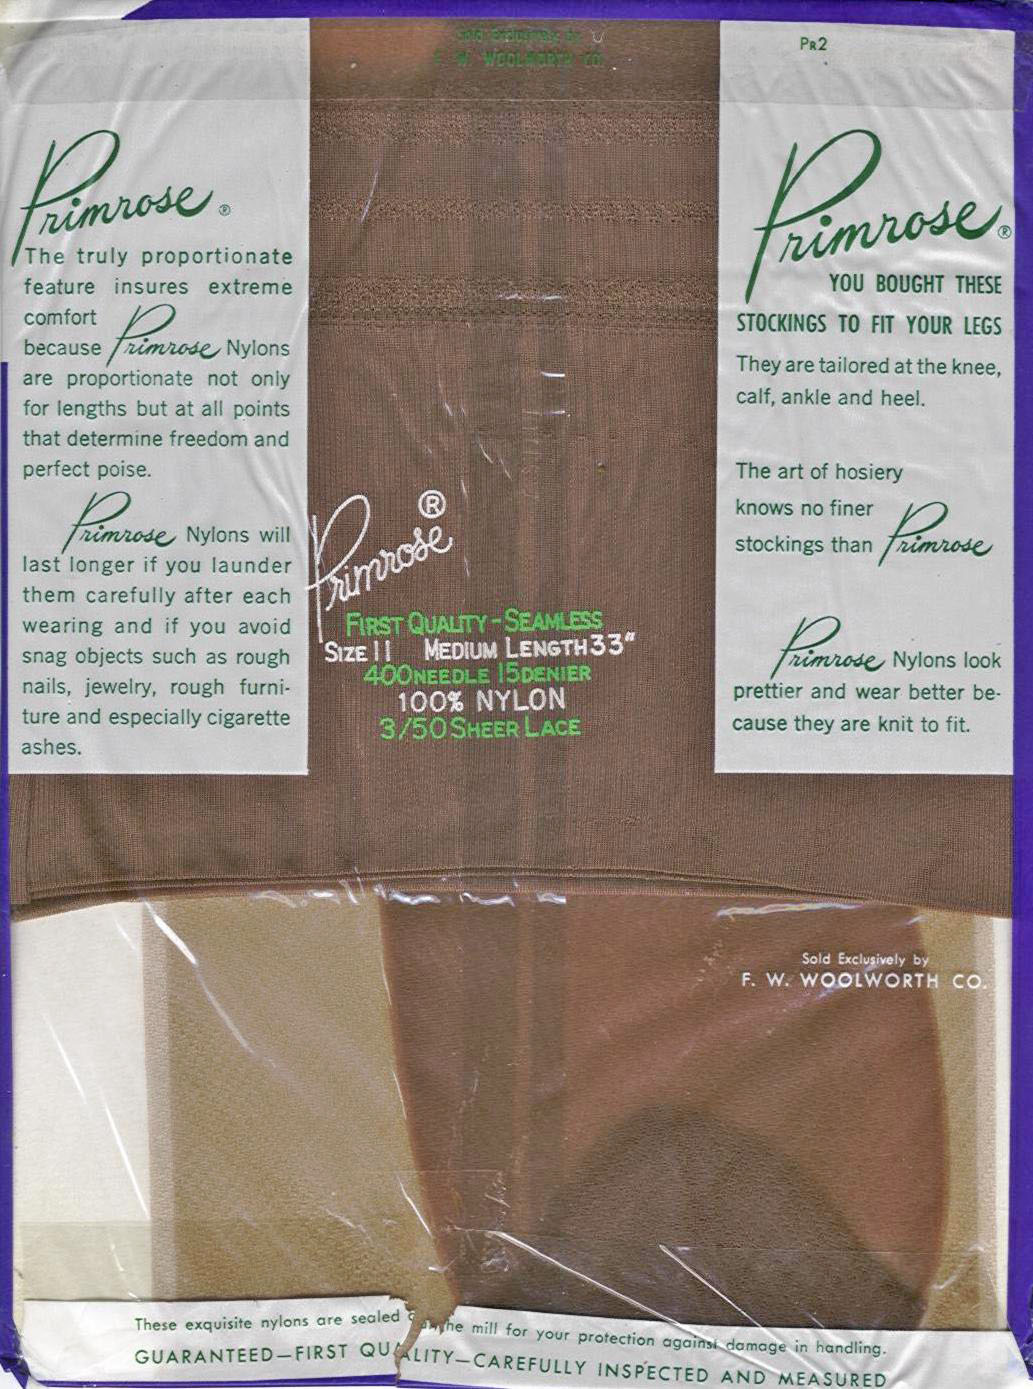 Sold Exclusively by
F. W. WOOLWORTH CO.
PR2
Primrose®
The truly proportionate
feature insures extreme
comfort
because Primrose Nylons
are proportionate not only
for lengths but at all points
that determine freedom and
perfect poise.
Primrose Nylons will
last longer if you launder
them carefully after each
wearing and if you avoid
snag objects such as rough
nails, jewelry, rough furni-
ture and especially cigarette
ashes.
Primrose®
FIRST QUALITY - SEAMLESS
SIZE 11 MEDIUM LENGTH 33"
400 NEEDLE 15 DENIER
100% NYLON
3/50 SHEER LACE
Primrose®
YOU BOUGHT THESE
STOCKINGS TO FIT YOUR LEGS
They are tailored at the knee,
calf, ankle and heel.
The art of hosiery
knows no finer
stockings than Primrose
Primrose Nylons look
prettier and wear better be-
cause they are knit to fit.
Sold Exclusively by
F. W. WOOLWORTH CO.
These exquisite nylons are sealed the mill for your protection against damage in handling.
GUARANTEED—FIRST QUALITY—CAREFULLY INSPECTED AND MEASURED